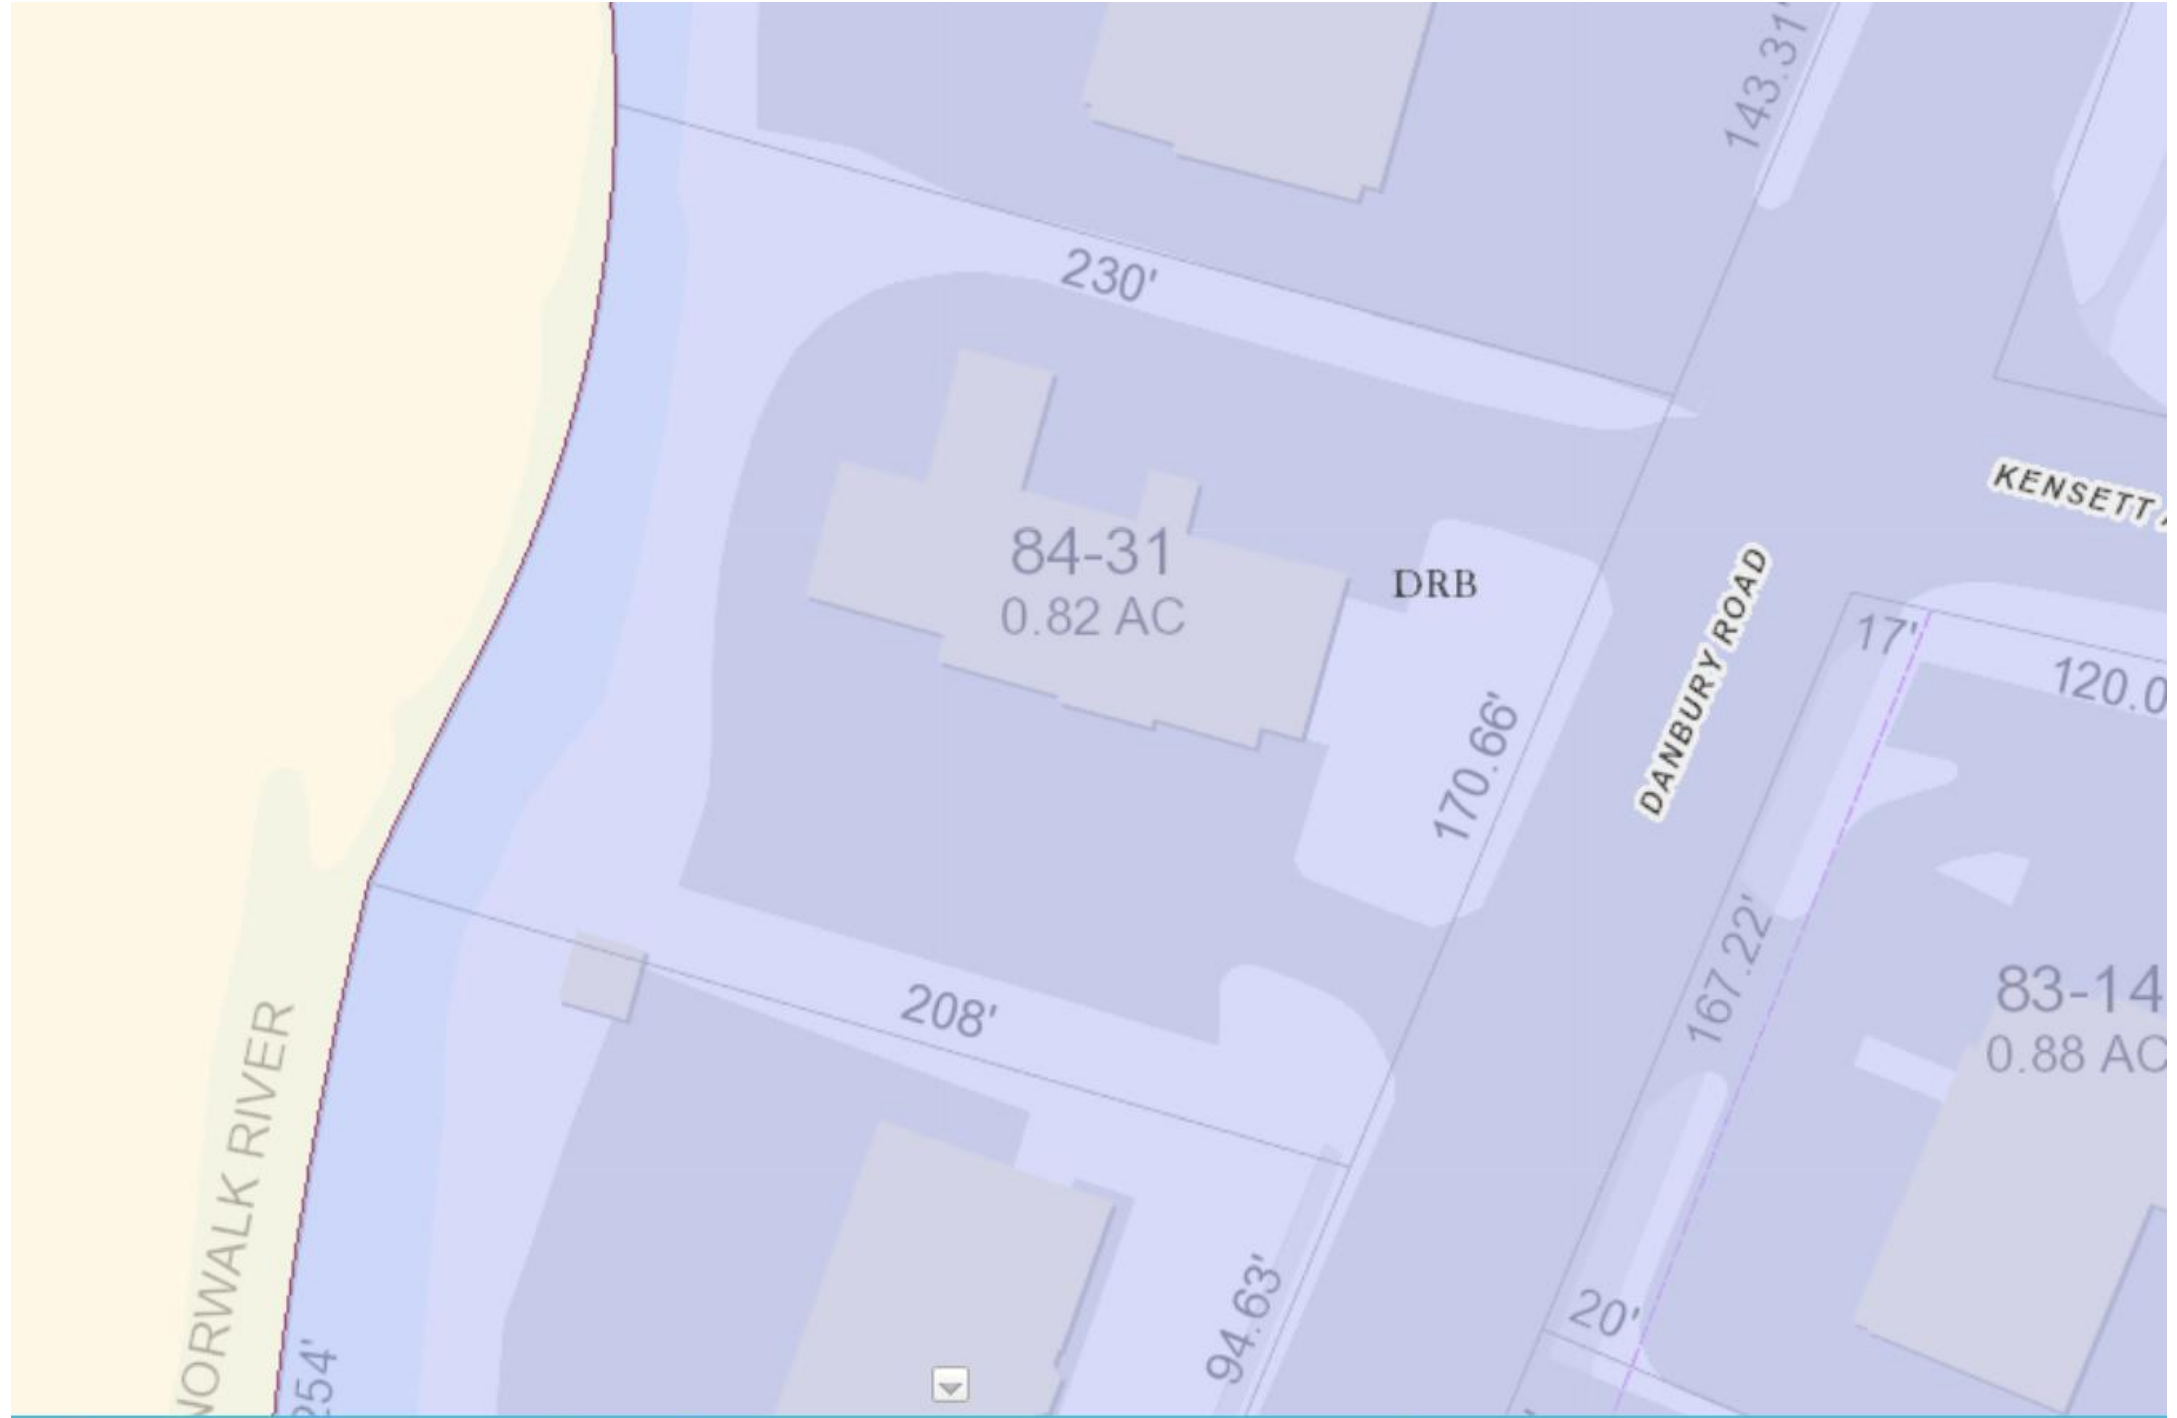 143.31'
230'
KENSETT
84-31
0.82 AC
DRB
DANBURY ROAD
17'
120.0
170.66'
167.22'
83-14
0.88 AC
208'
NORWALK RIVER
94.63'
20'
254'